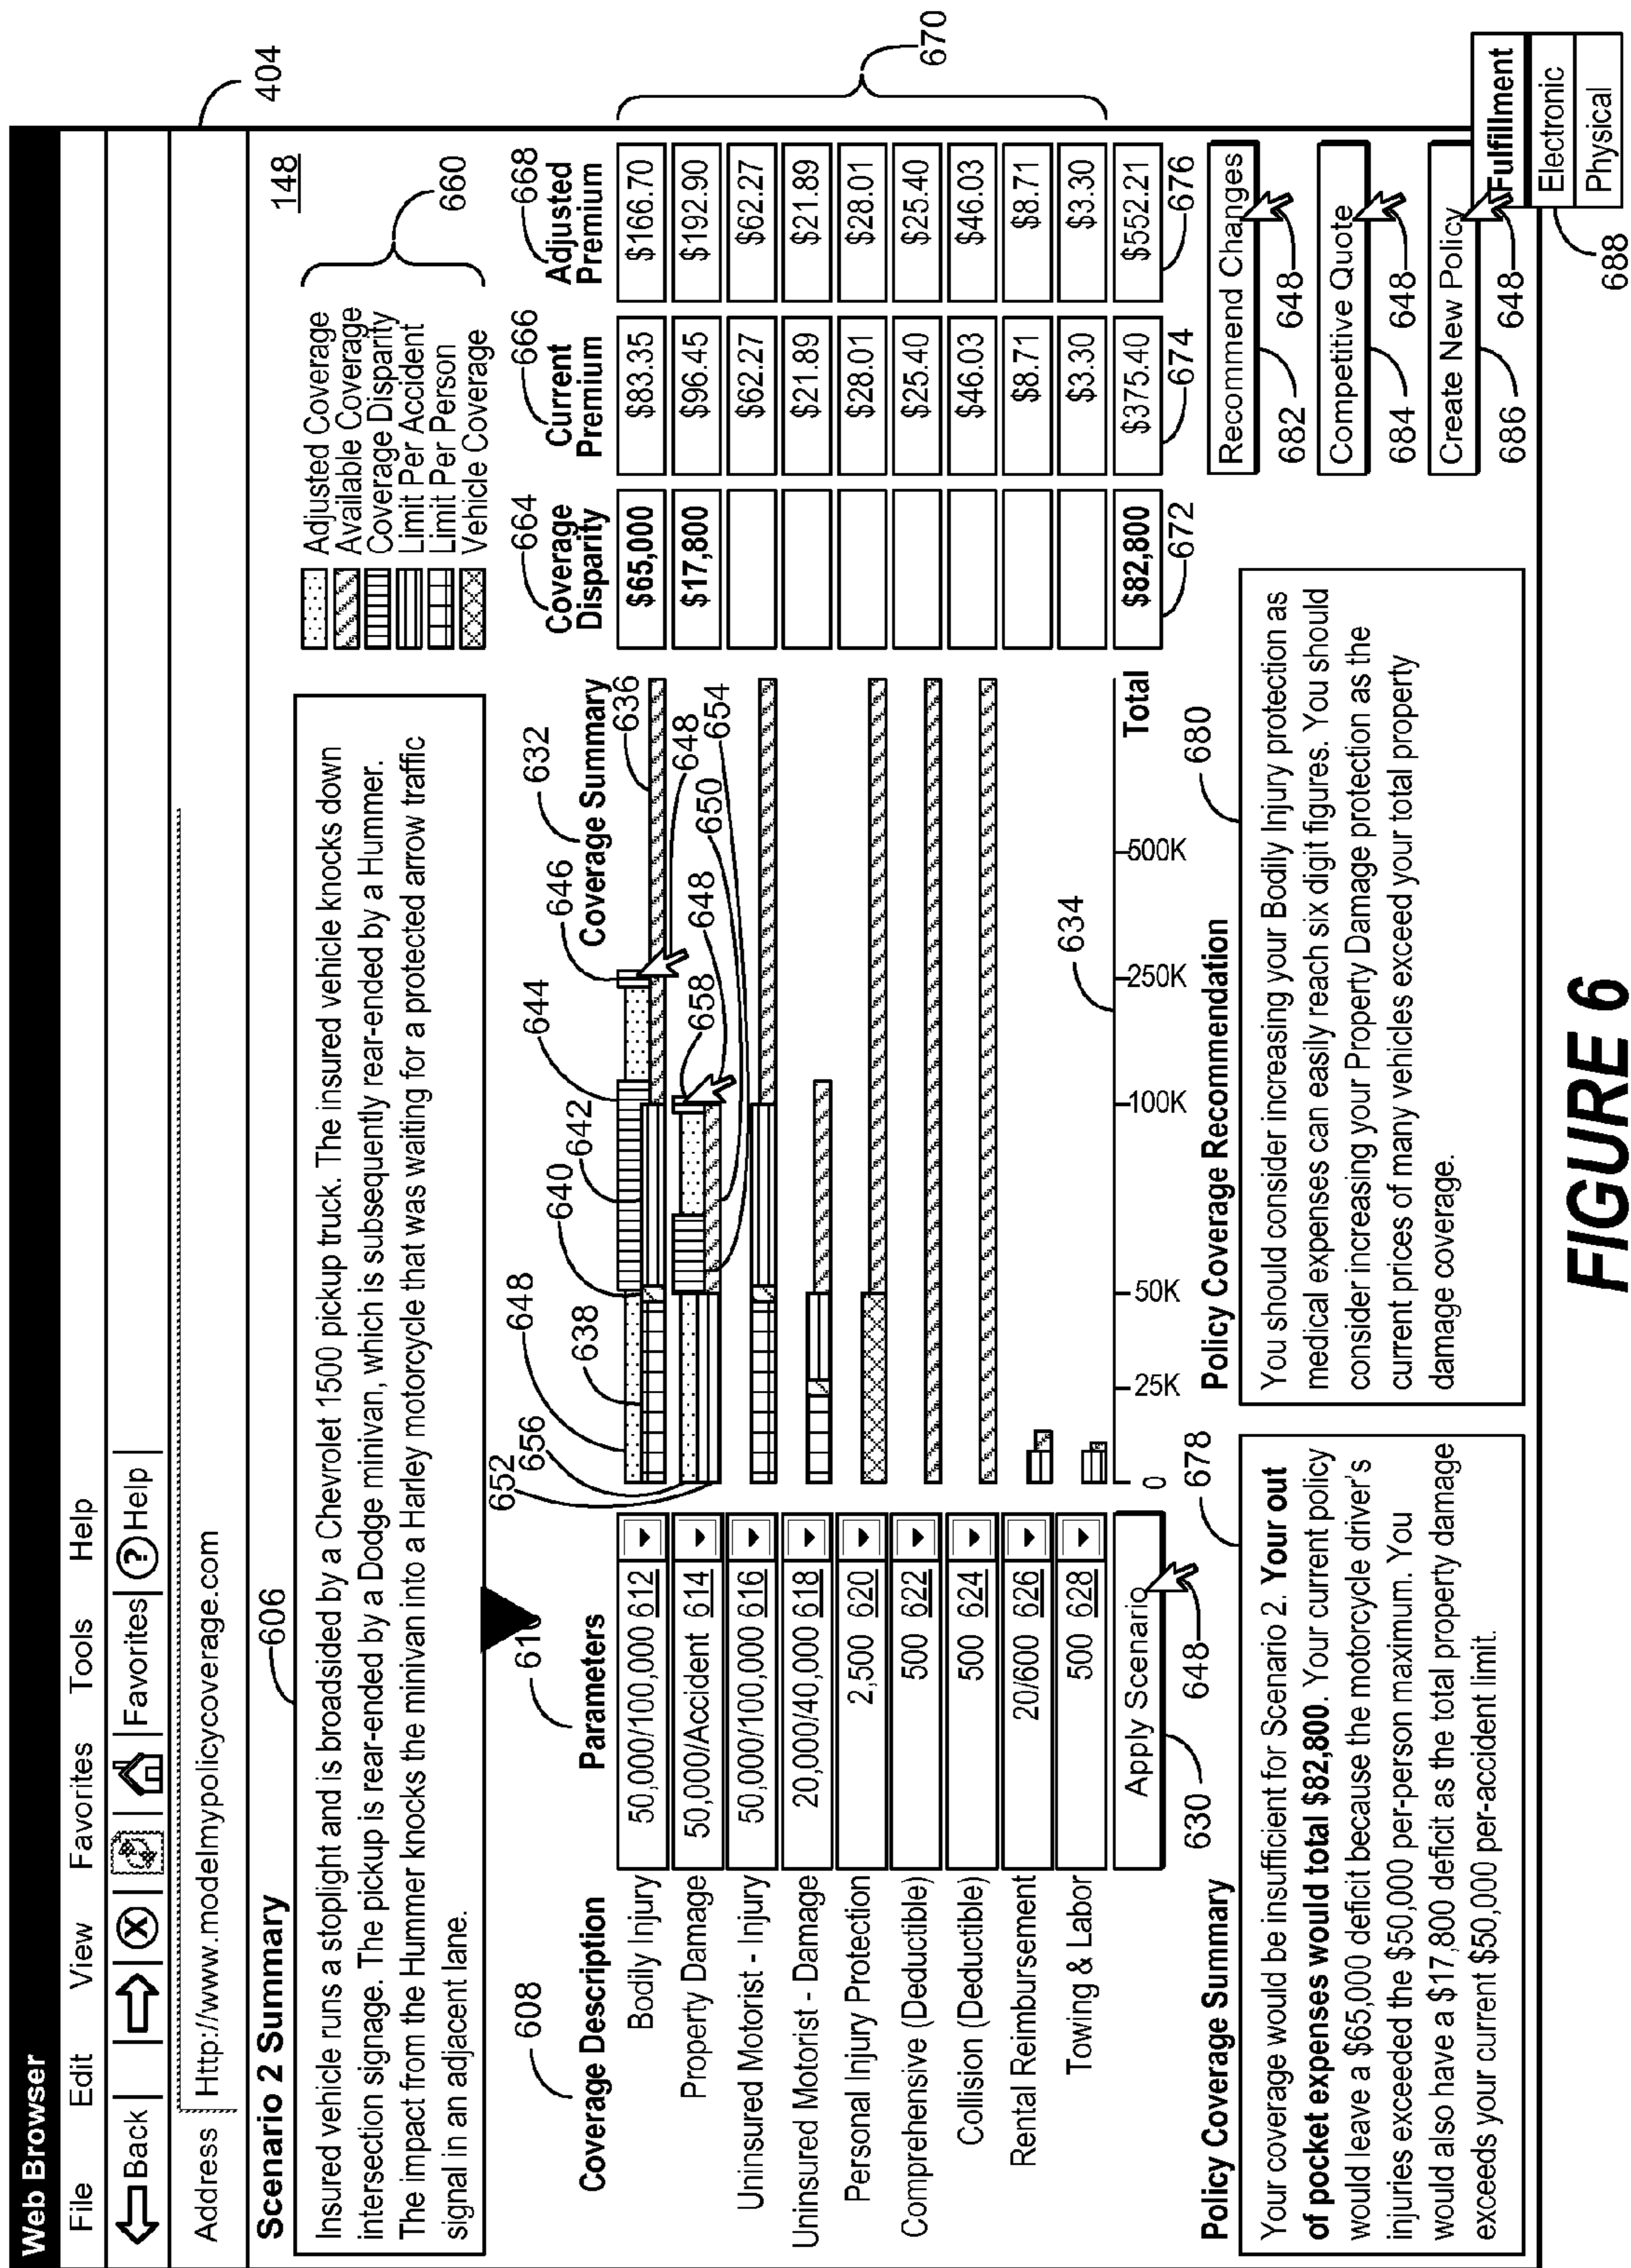 Web Browser
File Edit View Favorites Tools Help
Back Favorites ? Help
Address Http://www.modelmypolicycoverage.com
404
Scenario 2 Summary 606
148
Insured vehicle runs a stoplight and is broadsided by a Chevrolet 1500 pickup truck. The insured vehicle knocks down
intersection signage. The pickup is rear-ended by a Dodge minivan, which is subsequently rear-ended by a Hummer.
The impact from the Hummer knocks the minivan into a Harley motorcycle that was waiting for a protected arrow traffic
signal in an adjacent lane.
Adjusted Coverage
Available Coverage
Coverage Disparity
Limit Per Accident
Limit Per Person
Vehicle Coverage
660
608 610 632 664 666 668
Coverage Description Parameters Coverage Summary Coverage Disparity Current Premium Adjusted Premium
652 656 648 638 640 642 644 646 636
658 648 650 648 654
Bodily Injury 50,000/100,000 612 $65,000 $83.35 $166.70
Property Damage 50,000/Accident 614 $17,800 $96.45 $192.90
Uninsured Motorist - Injury 50,000/100,000 616 $62.27 $62.27
Uninsured Motorist - Damage 20,000/40,000 618 $21.89 $21.89
Personal Injury Protection 2,500 620 $28.01 $28.01
Comprehensive (Deductible) 500 622 $25.40 $25.40
Collision (Deductible) 500 624 $46.03 $46.03
Rental Reimbursement 20/600 626 $8.71 $8.71
Towing & Labor 500 628 $3.30 $3.30
670
634
Apply Scenario 0 25K 50K 100K 250K 500K Total $82,800 $375.40 $552.21
630 648 672 674 676
Policy Coverage Summary 678
Your coverage would be insufficient for Scenario 2. Your out
of pocket expenses would total $82,800. Your current policy
would leave a $65,000 deficit because the motorcycle driver's
injuries exceeded the $50,000 per-person maximum. You
would also have a $17,800 deficit as the total property damage
exceeds your current $50,000 per-accident limit.
Policy Coverage Recommendation 680
You should consider increasing your Bodily Injury protection as
medical expenses can easily reach six digit figures. You should
consider increasing your Property Damage protection as the
current prices of many vehicles exceed your total property
damage coverage.
Recommend Changes
682 648
Competitive Quote
684 648
Create New Policy
686 648
Fulfillment
Electronic
Physical
688
FIGURE 6